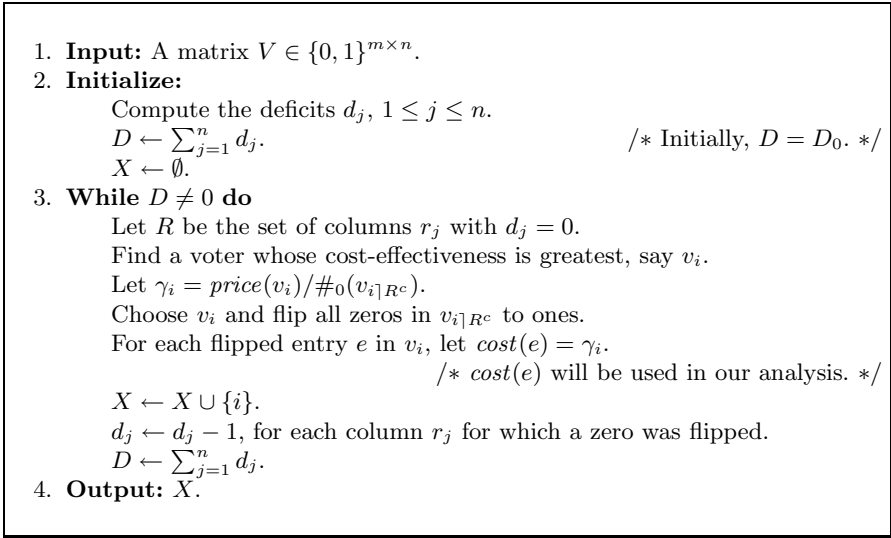 1. Input: A matrix V ∈ {0, 1}^{m×n}.
2. Initialize:
Compute the deficits d_j, 1 ≤ j ≤ n.
D ← ∑_{j=1}^{n} d_j. /* Initially, D = D_0. */
X ← ∅.
3. While D ≠ 0 do
Let R be the set of columns r_j with d_j = 0.
Find a voter whose cost-effectiveness is greatest, say v_i.
Let γ_i = price(v_i)/#_0(v_{i⌉R^c}).
Choose v_i and flip all zeros in v_{i⌉R^c} to ones.
For each flipped entry e in v_i, let cost(e) = γ_i.
/* cost(e) will be used in our analysis. */
X ← X ∪ {i}.
d_j ← d_j − 1, for each column r_j for which a zero was flipped.
D ← ∑_{j=1}^{n} d_j.
4. Output: X.